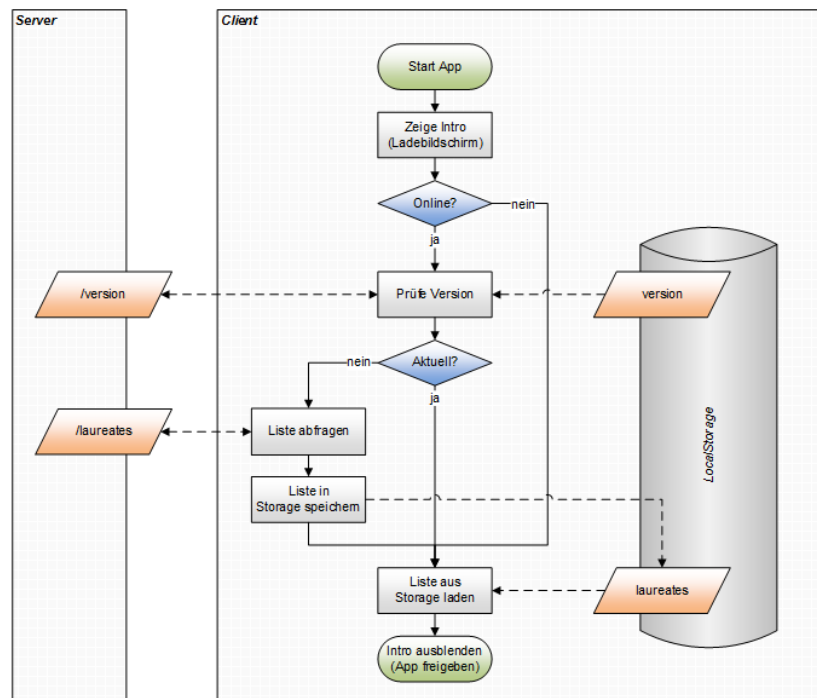 Server
Client
Start App
Zeige Intro
(Ladebildschirm)
Online?
nein
ja
/version
Prüfe Version
version
nein
Aktuell?
ja
/laureates
Liste abfragen
LocalStorage
Liste in
Storage speichern
Liste aus
Storage laden
laureates
Intro ausblenden
(App freigeben)